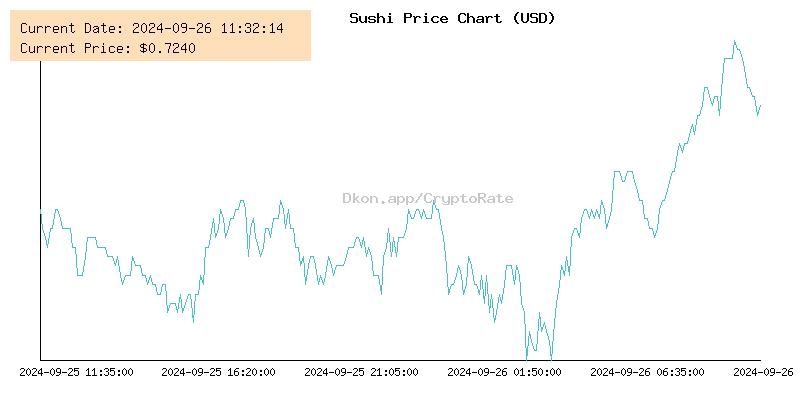 Sushi Price Chart (USD)
Current Date: 2024-09-26 11:32:14
Current Price: $0.7240
Dkon.app/CryptoRate
2024-09-25 11:35:00 2024-09-25 16:20:00 2024-09-25 21:05:00 2024-09-26 01:50:00 2024-09-26 06:35:00 2024-09-26